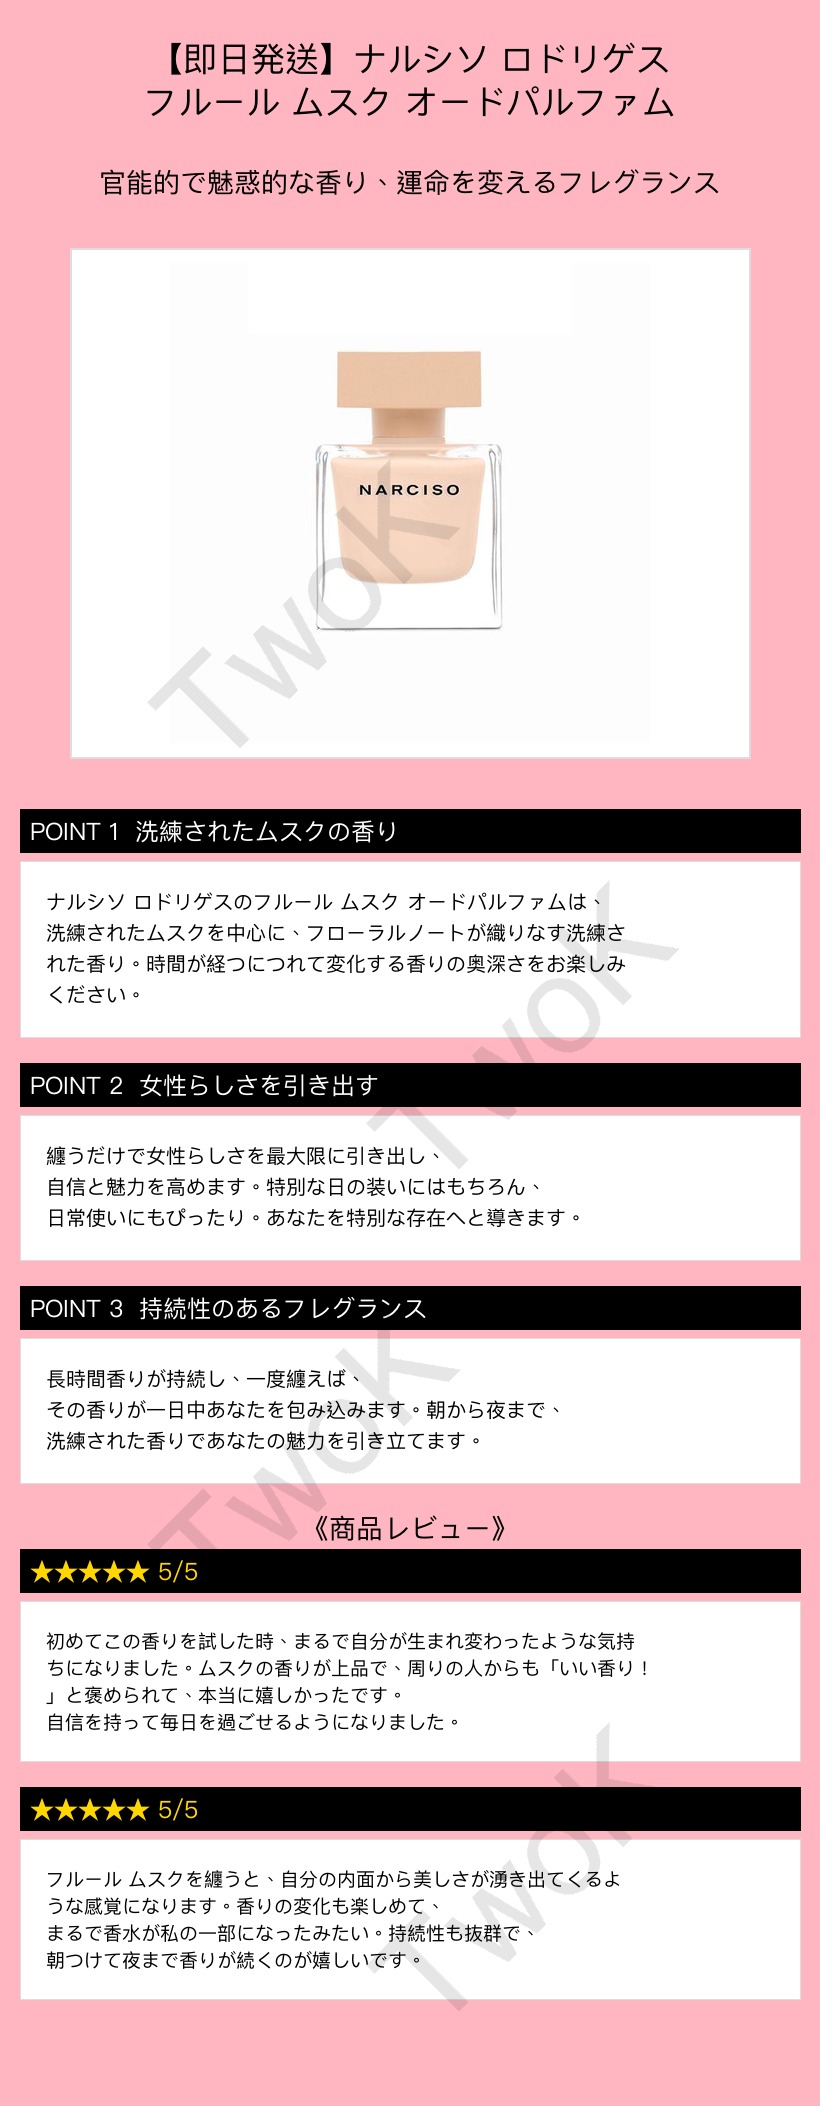 【即日発送】ナルシソ ロドリゲス
フルール ムスク オードパルファム
官能的で魅惑的な香り、運命を変えるフレグランス
NARCISO
TwoK
POINT 1 洗練されたムスクの香り
ナルシソ ロドリゲスのフルール ムスク オードパルファムは、
洗練されたムスクを中心に、フローラルノートが織りなす洗練さ
れた香り。時間が経つにつれて変化する香りの奥深さをお楽しみ
ください。
TwoK
POINT 2 女性らしさを引き出す
纏うだけで女性らしさを最大限に引き出し、
自信と魅力を高めます。特別な日の装いにはもちろん、
日常使いにもぴったり。あなたを特別な存在へと導きます。
POINT 3 持続性のあるフレグランス
長時間香りが持続し、一度纏えば、
その香りが一日中あなたを包み込みます。朝から夜まで、
洗練された香りであなたの魅力を引き立てます。
TwoK
《商品レビュー》
★★★★★ 5/5
初めてこの香りを試した時、まるで自分が生まれ変わったような気持
ちになりました。ムスクの香りが上品で、周りの人からも「いい香り！
」と褒められて、本当に嬉しかったです。
自信を持って毎日を過ごせるようになりました。
★★★★★ 5/5
フルール ムスクを纏うと、自分の内面から美しさが湧き出てくるよ
うな感覚になります。香りの変化も楽しめて、
まるで香水が私の一部になったみたい。持続性も抜群で、
朝つけて夜まで香りが続くのが嬉しいです。
TwoK